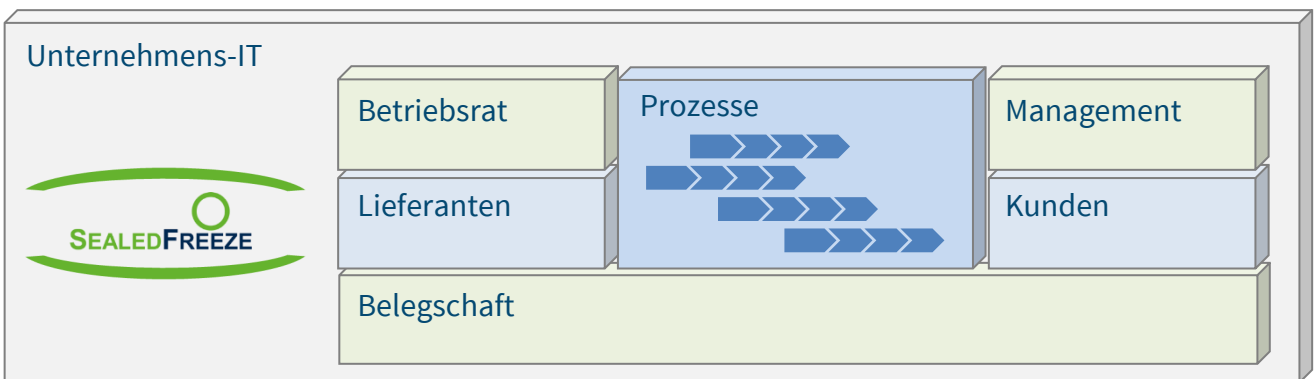 Unternehmens-IT
Betriebsrat
Prozesse
Management
Lieferanten
Kunden
SEALEDFREEZE
Belegschaft